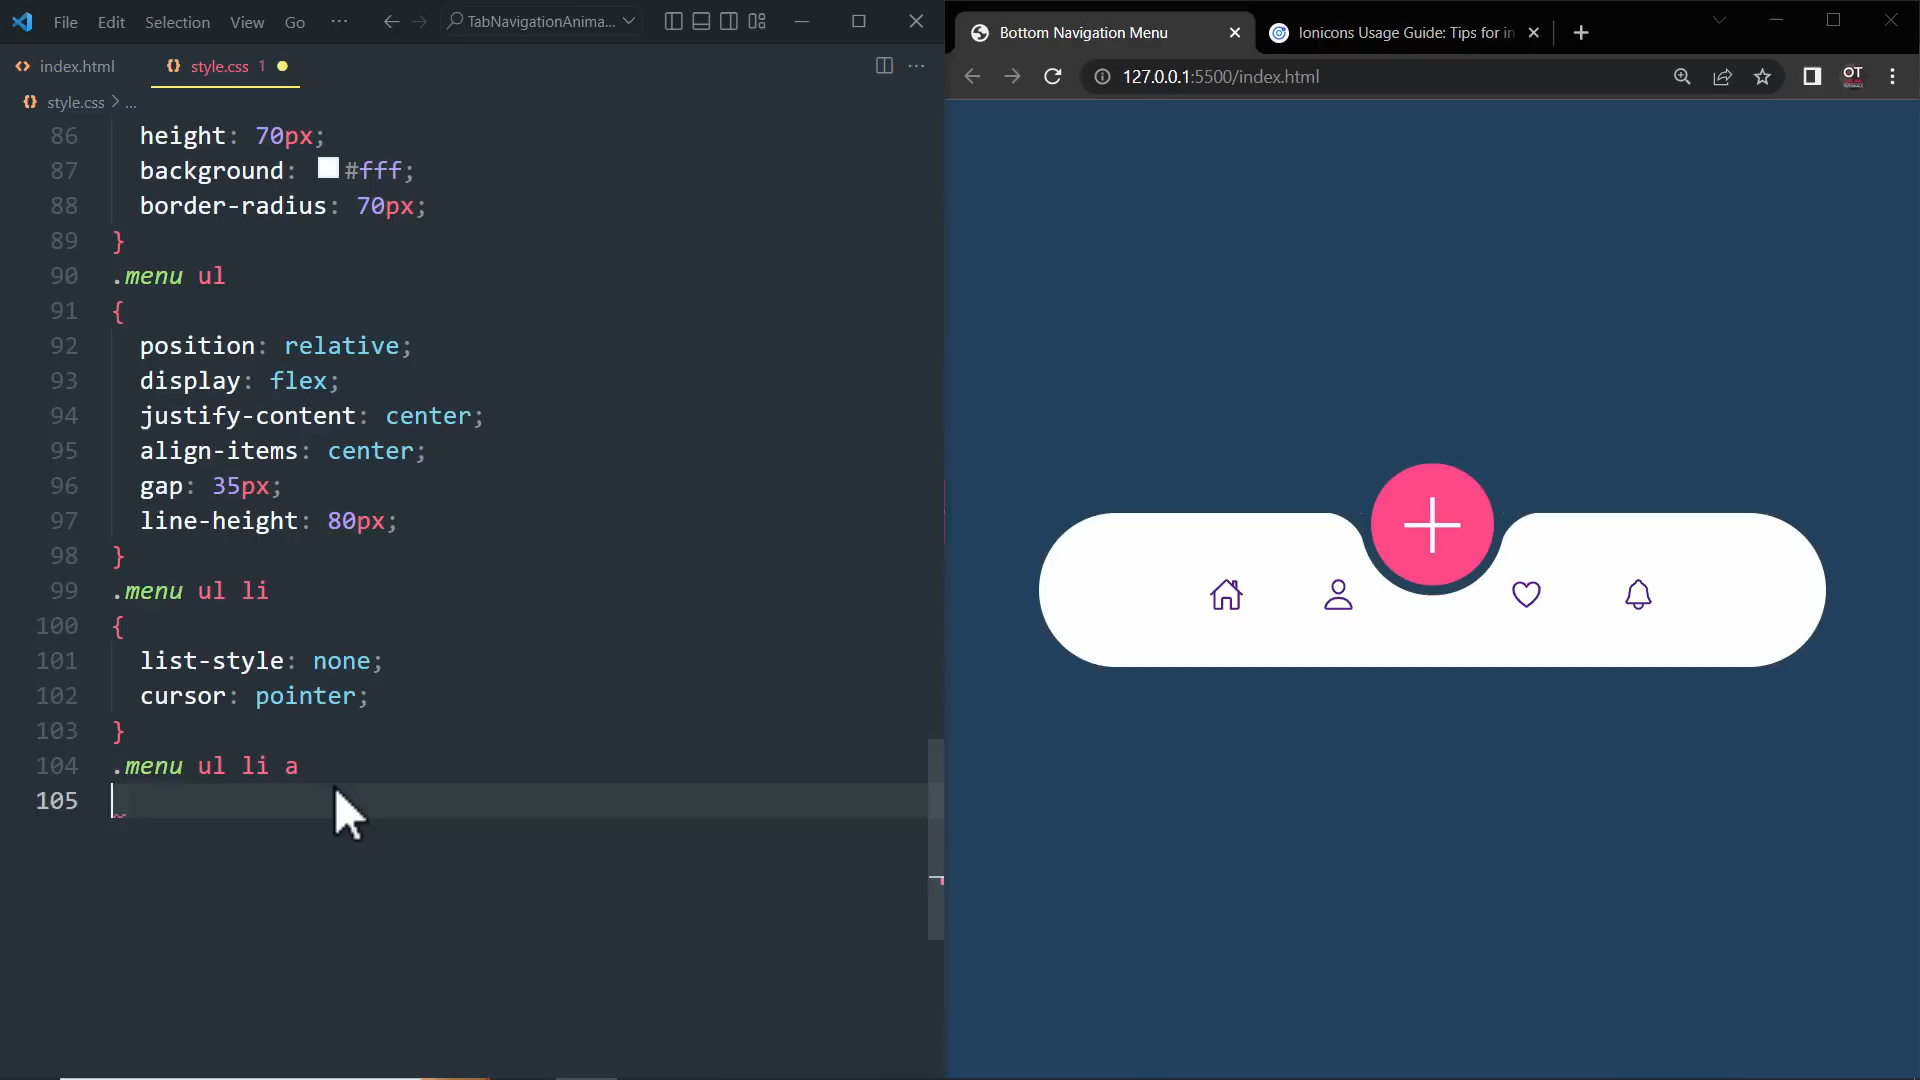 File Edit Selection View Go ··· TabNavigationAnima...
index.html style.css 1
style.css > ...
86 height: 70px;
87 background: #fff;
88 border-radius: 70px;
89 }
90 .menu ul
91 {
92 position: relative;
93 display: flex;
94 justify-content: center;
95 align-items: center;
96 gap: 35px;
97 line-height: 80px;
98 }
99 .menu ul li
100 {
101 list-style: none;
102 cursor: pointer;
103 }
104 .menu ul li a
105
Bottom Navigation Menu Ionicons Usage Guide: Tips for in
127.0.0.1:5500/index.html OT